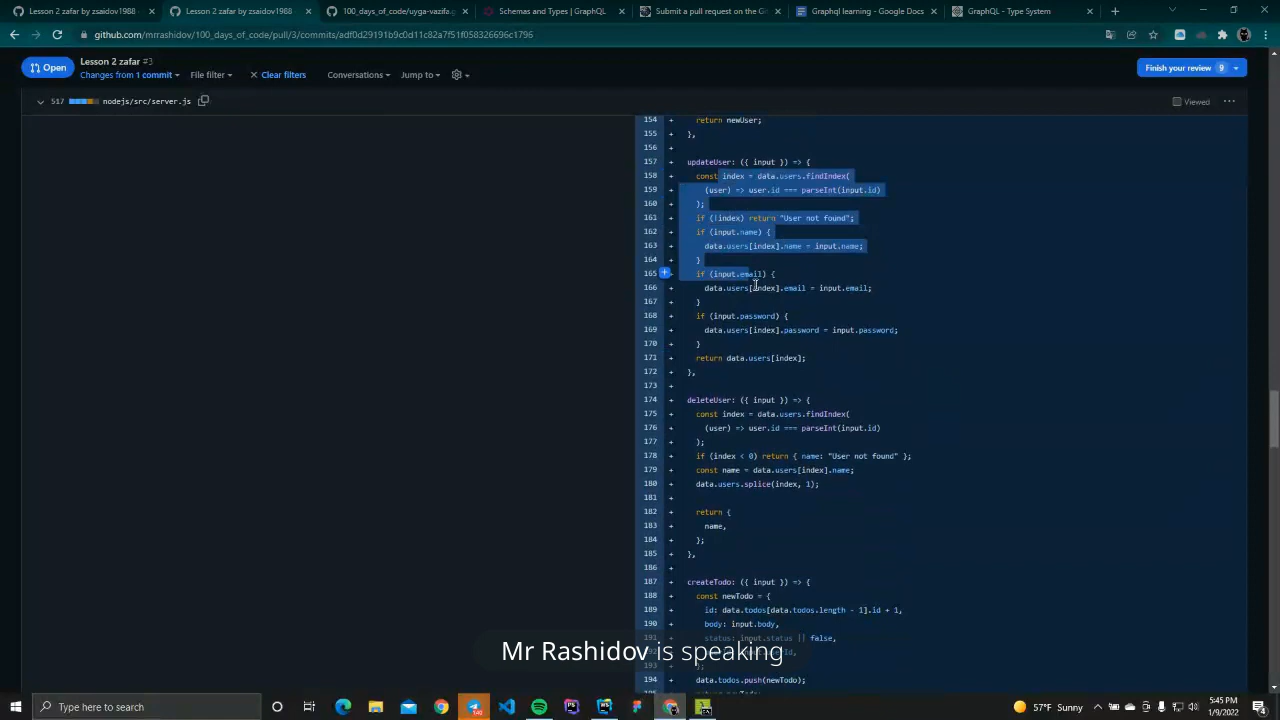 Lesson 2 zafar by zsaidov1988
Lesson 2 zafar by zsaidov1988
100_days_of_code/uyga-vazifa.g
Schemas and Types | GraphQL
Submit a pull request on the Gi
Graphql learning - Google Docs
GraphQL - Type System
github.com/mrrashidov/100_days_of_code/pull/3/commits/adf0d29191b9c0d11c82a7f51f058326696c1796
Open
Lesson 2 zafar #3
Changes from 1 commit
File filter
Clear filters
Conversations
Jump to
Finish your review 9
517 nodejs/src/server.js
Viewed
154 + return newUser;
155 + },
156 +
157 + updateUser: ({ input }) => {
158 + const index = data.users.findIndex(
159 + (user) => user.id === parseInt(input.id)
160 + );
161 + if (!index) return "User not found";
162 + if (input.name) {
163 + data.users[index].name = input.name;
164 + }
165 + if (input.email) {
166 + data.users[index].email = input.email;
167 + }
168 + if (input.password) {
169 + data.users[index].password = input.password;
170 + }
171 + return data.users[index];
172 + },
173 +
174 + deleteUser: ({ input }) => {
175 + const index = data.users.findIndex(
176 + (user) => user.id === parseInt(input.id)
177 + );
178 + if (index < 0) return { name: "User not found" };
179 + const name = data.users[index].name;
180 + data.users.splice(index, 1);
181 +
182 + return {
183 + name,
184 + };
185 + },
186 +
187 + createTodo: ({ input }) => {
188 + const newTodo = {
189 + id: data.todos[data.todos.length - 1].id + 1,
190 + body: input.body,
191 + status: input.status || false,
192 +
Mr Rashidov is speaking
193 + };
194 + data.todos.push(newTodo);
Type here to search
57°F Sunny
5:45 PM
1/9/2022